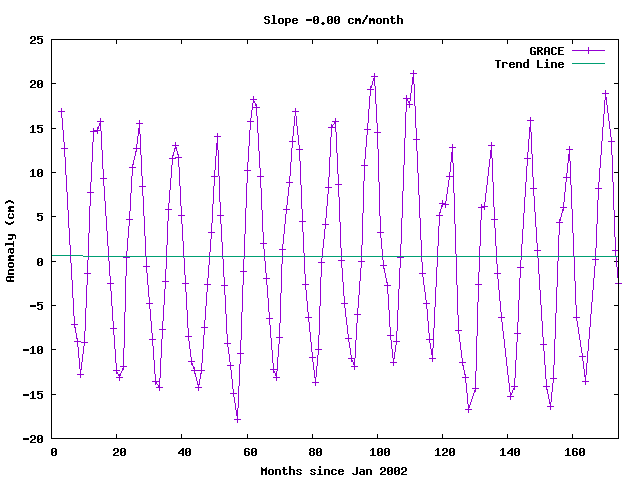 Slope -0.00 cm/month
GRACE
Trend Line
25
20
15
10
5
0
-5
-10
-15
-20
Anomaly (cm)
0 20 40 60 80 100 120 140 160
Months since Jan 2002